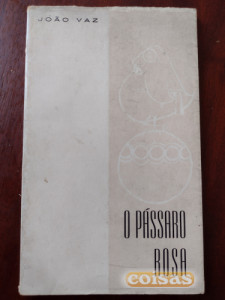 JOÃO VAZ
O PÁSSARO
ROSA
coisas